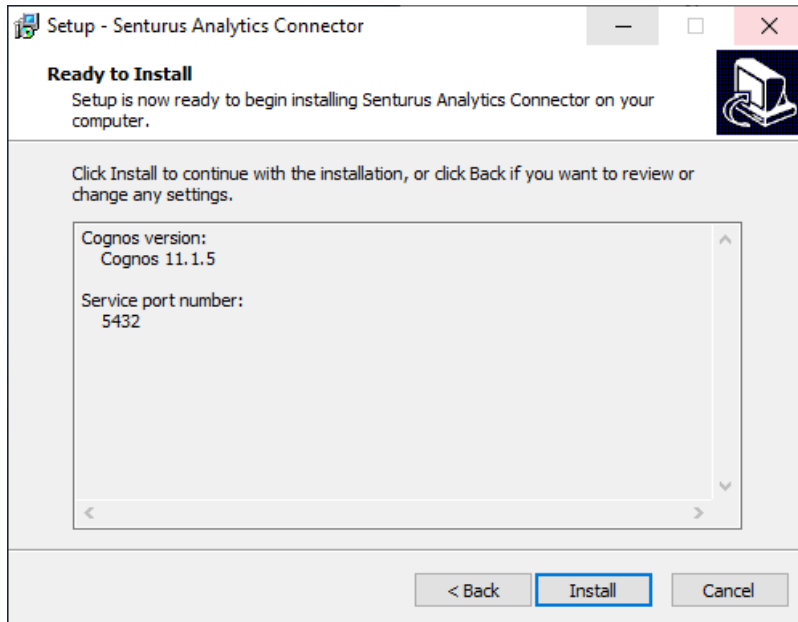 Setup - Senturus Analytics Connector
Ready to Install
Setup is now ready to begin installing Senturus Analytics Connector on your
computer.
Click Install to continue with the installation, or click Back if you want to review or
change any settings.
Cognos version:
Cognos 11.1.5
Service port number:
5432
< Back
Install
Cancel